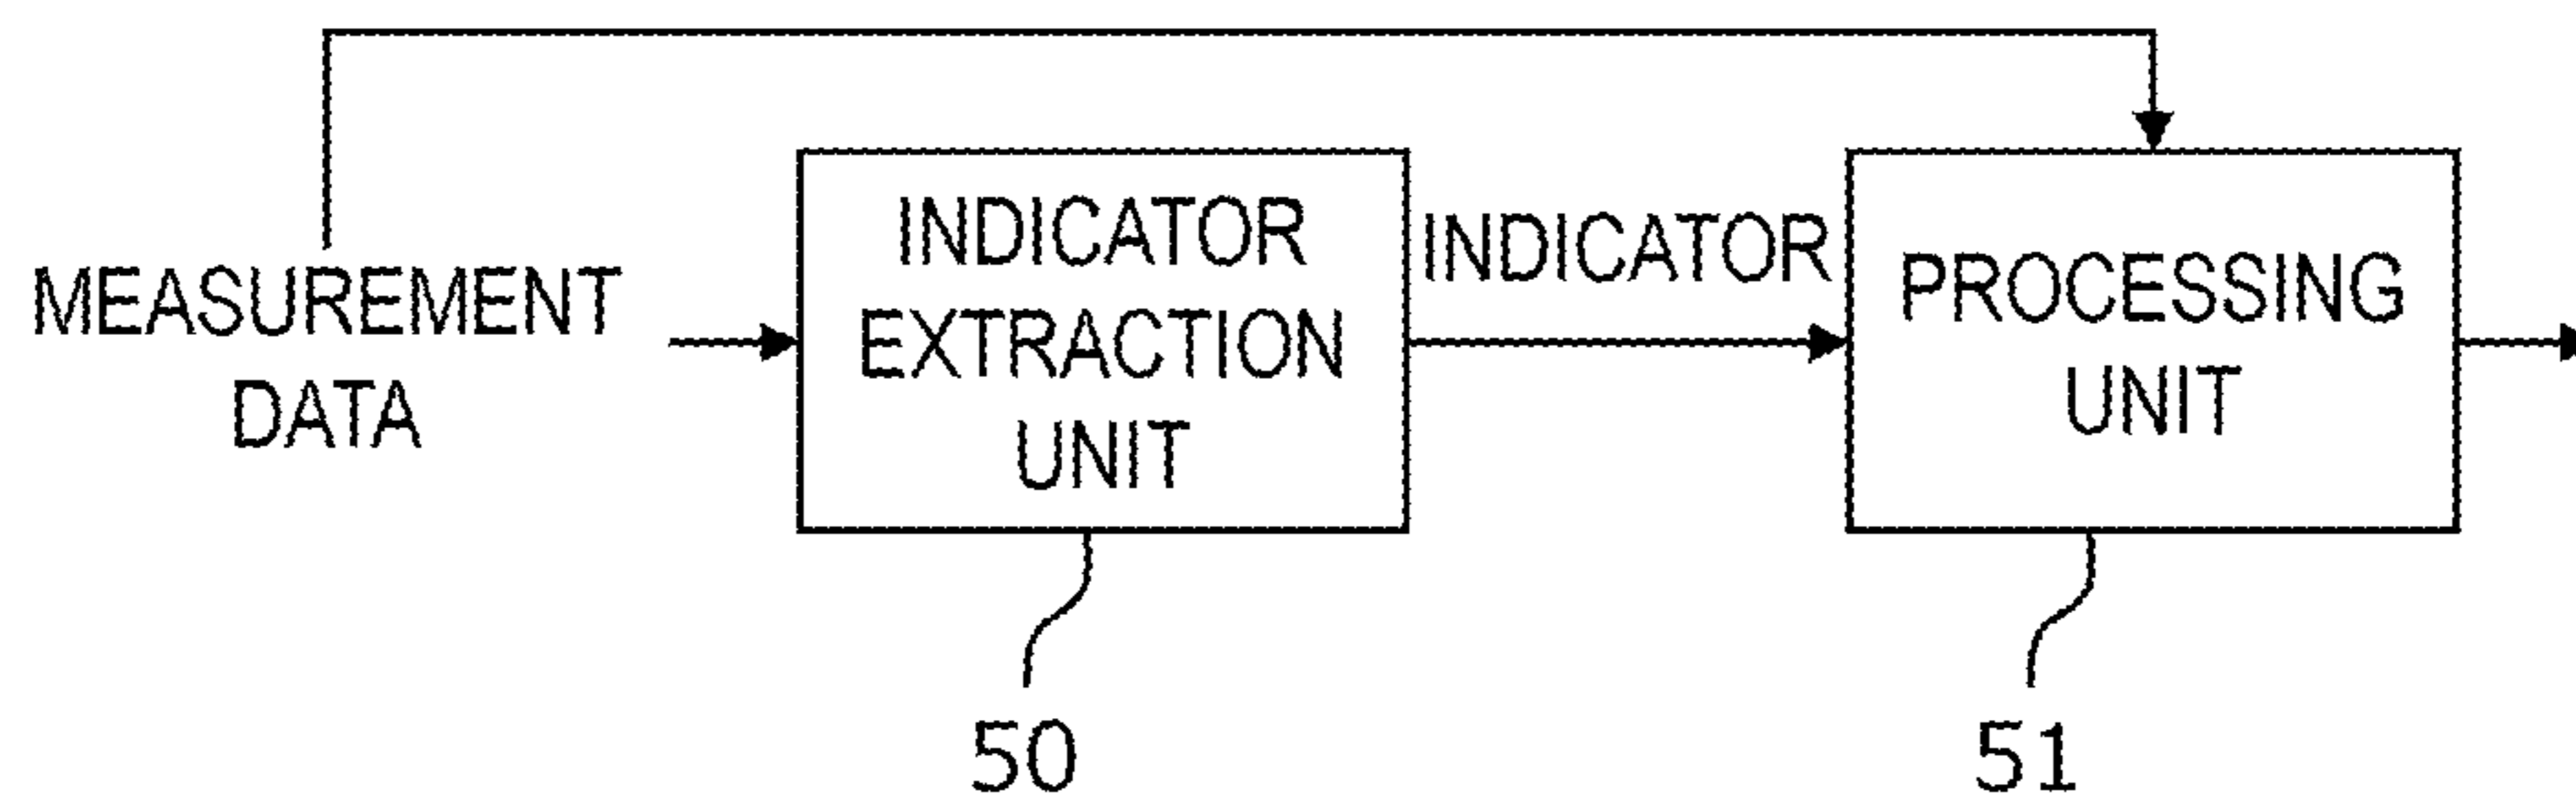 MEASUREMENT
DATA
INDICATOR
EXTRACTION
UNIT
INDICATOR
PROCESSING
UNIT
50
51